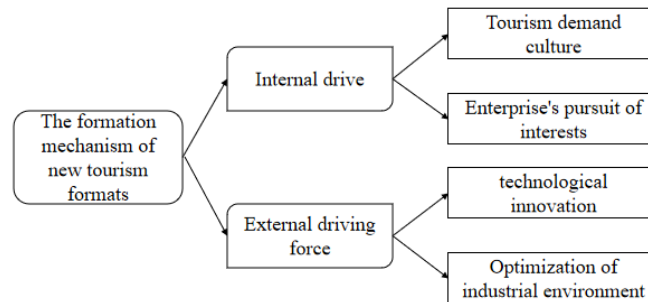 The formation
mechanism of
new tourism
formats
Internal drive
External driving
force
Tourism demand
culture
Enterprise's pursuit of
interests
technological
innovation
Optimization of
industrial environment